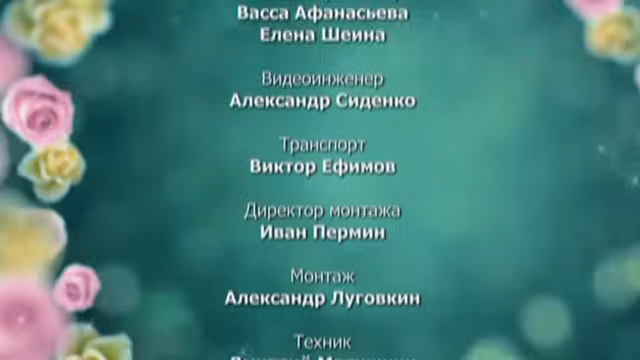 Васса Афанасьева
Елена Шеина
Видеоинженер
Александр Сиденко
Транспорт
Виктор Ефимов
Директор монтажа
Иван Пермин
Монтаж
Александр Луговкин
Техник